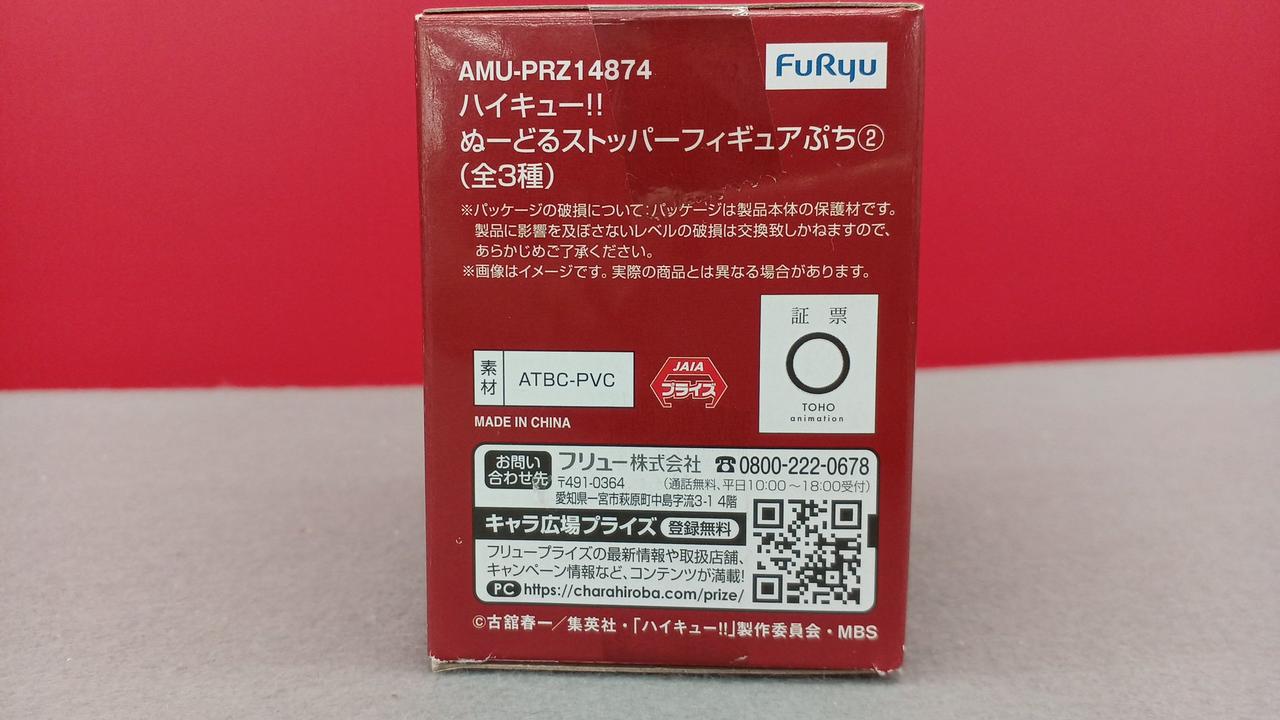 AMU-PRZ14874
FuRyu
ハイキュー!!
ぬーどるストッパーフィギュアぷち②
(全3種)
※パッケージの破損について:パッケージは製品本体の保護材です。
製品に影響を及ぼさないレベルの破損は交換致しかねますので、
あらかじめご了承ください。
※画像はイメージです。実際の商品とは異なる場合があります。
証 票
TOHO
animation
素材
ATBC-PVC
JAIA
プライズ
MADE IN CHINA
お問い
合わせ先
フリュー株式会社 ☎0800-222-0678
〒491-0364 (通話無料、平日10:00～18:00受付)
愛知県一宮市萩原町中島字流3-1 4階
キャラ広場プライズ 登録無料
フリュープライズの最新情報や取扱店舗、
キャンペーン情報など、コンテンツが満載!
PC https://charahiroba.com/prize/
©古舘春一／集英社・「ハイキュー!!」製作委員会・MBS